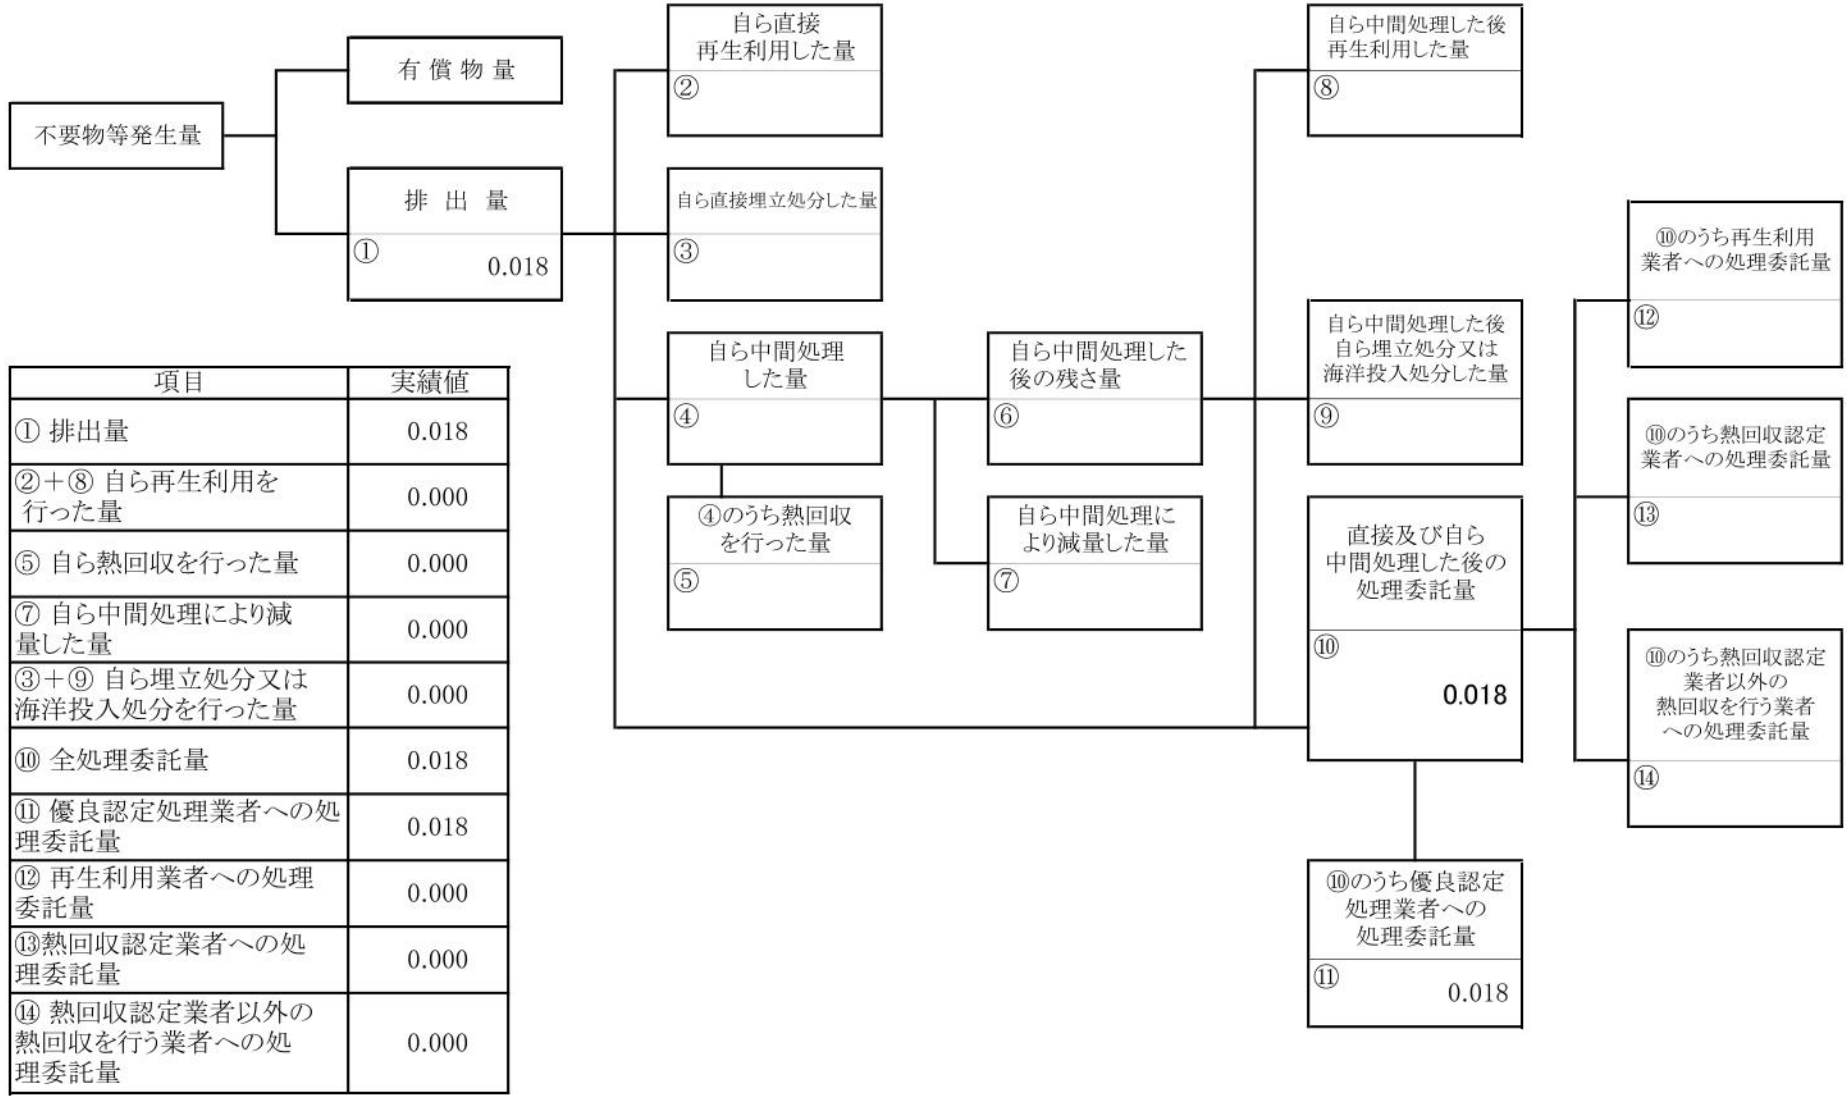 不要物等発生量
有償物量
排出量
①
0.018
自ら直接
再生利用した量
②
自ら直接埋立処分した量
③
自ら中間処理
した量
④
④のうち熱回収
を行った量
⑤
自ら中間処理した
後の残さ量
⑥
自ら中間処理に
より減量した量
⑦
自ら中間処理した後
再生利用した量
⑧
自ら中間処理した後
自ら埋立処分又は
海洋投入処分した量
⑨
直接及び自ら
中間処理した後の
処理委託量
⑩
0.018
⑩のうち優良認定
処理業者への
処理委託量
⑪
0.018
⑩のうち再生利用
業者への処理委託量
⑫
⑩のうち熱回収認定
業者への処理委託量
⑬
⑩のうち熱回収認定
業者以外の
熱回収を行う業者
への処理委託量
⑭
項目 実績値
① 排出量 0.018
②+⑧ 自ら再生利用を
行った量 0.000
⑤ 自ら熱回収を行った量 0.000
⑦ 自ら中間処理により減
量した量 0.000
③+⑨ 自ら埋立処分又は
海洋投入処分を行った量 0.000
⑩ 全処理委託量 0.018
⑪ 優良認定処理業者への処
理委託量 0.018
⑫ 再生利用業者への処理
委託量 0.000
⑬熱回収認定業者への処
理委託量 0.000
⑭ 熱回収認定業者以外の
熱回収を行う業者への処
理委託量 0.000